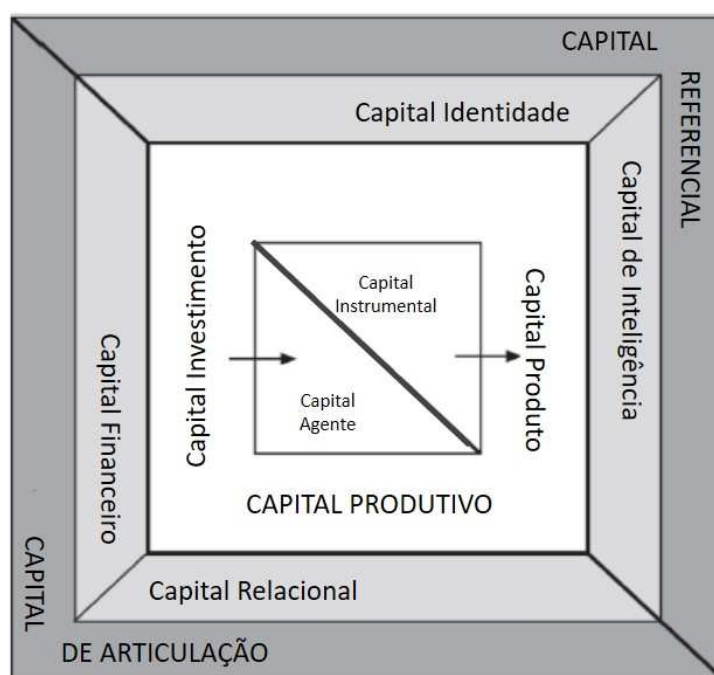 CAPITAL
REFERENCIAL
Capital Identidade
Capital de Inteligência
Capital Investimento
Capital
Instrumental
Capital Produto
Capital
Agente
Capital Financeiro
CAPITAL PRODUTIVO
Capital Relacional
CAPITAL
DE ARTICULAÇÃO